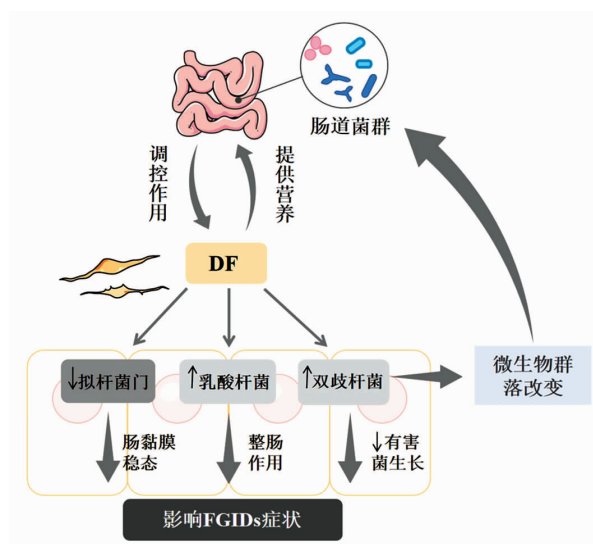 肠道菌群
调控作用
提供营养
DF
↓拟杆菌门
↑乳酸杆菌
↑双歧杆菌
微生物群
落改变
肠黏膜
稳态
整肠
作用
↓有害
菌生长
影响FGIDs症状